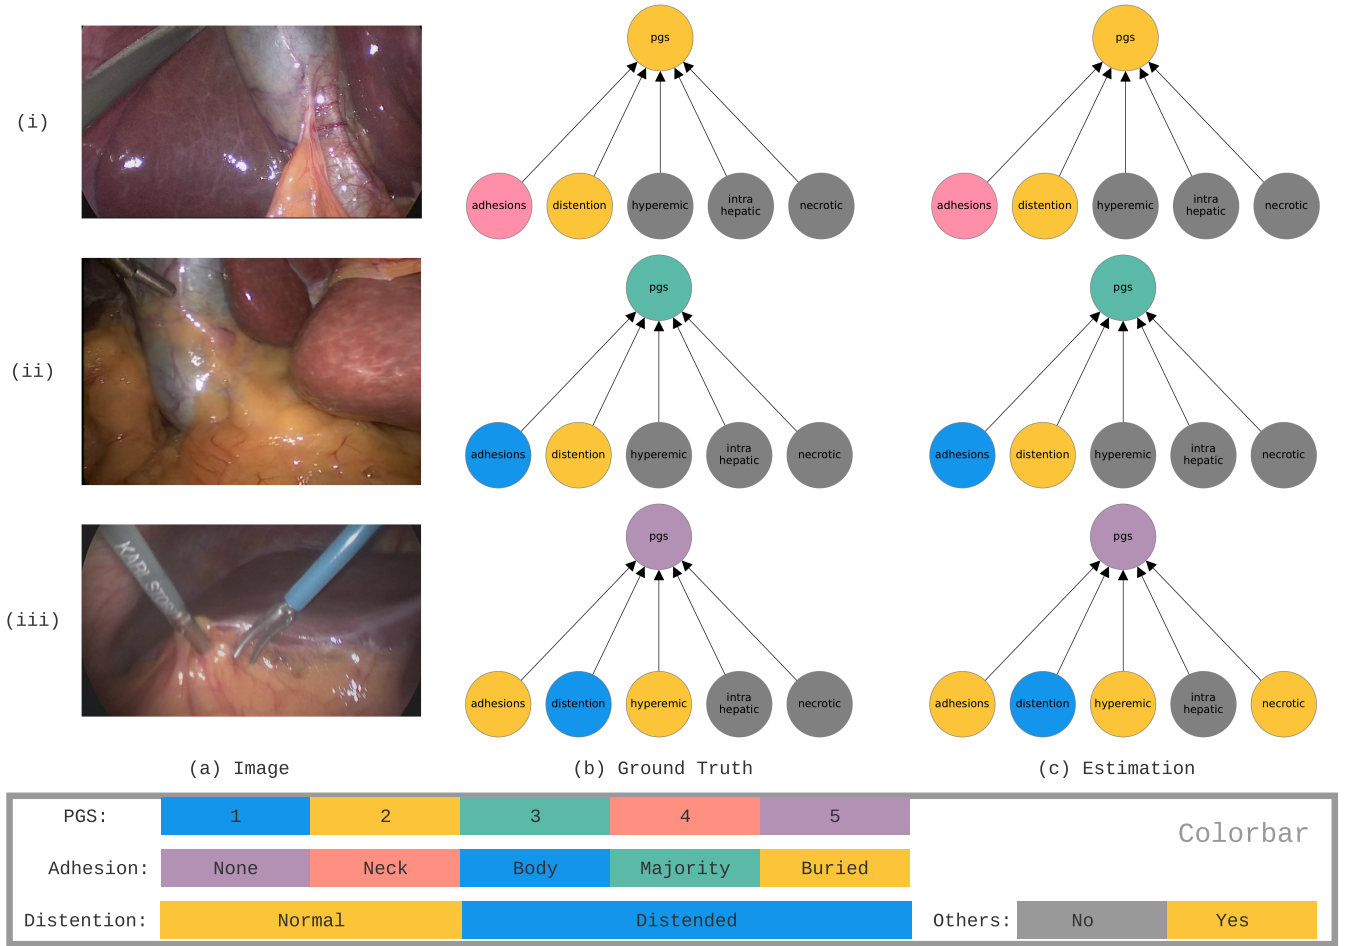 (i)
pgs
adhesions
distention
hyperemic
intra
hepatic
necrotic
pgs
adhesions
distention
hyperemic
intra
hepatic
necrotic
(ii)
pgs
adhesions
distention
hyperemic
intra
hepatic
necrotic
pgs
adhesions
distention
hyperemic
intra
hepatic
necrotic
(iii)
KARL STORZ
pgs
adhesions
distention
hyperemic
intra
hepatic
necrotic
pgs
adhesions
distention
hyperemic
intra
hepatic
necrotic
(a) Image
(b) Ground Truth
(c) Estimation
PGS: 1 2 3 4 5
Colorbar
Adhesion: None Neck Body Majority Buried
Distention: Normal Distended
Others: No Yes